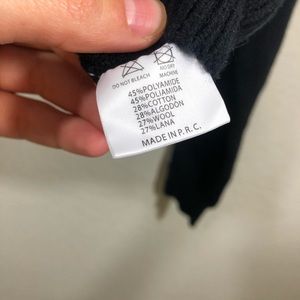 DO NOT BLEACH
NO DRY
MACHINE
45%POLYAMIDE
45%POLIAMIDA
28%COTTON
28%ALGODÓN
27%WOOL
27%LANA
MADE IN P. R. C.